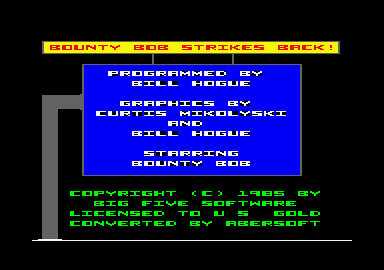 BOUNTY BOB STRIKES BACK!
PROGRAMMED BY
BILL HOGUE
GRAPHICS BY
CURTIS MIKOLYSKI
AND
BILL HOGUE
STARRING
BOUNTY BOB
COPYRIGHT (C) 1985 BY
BIG FIVE SOFTWARE
LICENSED TO U S GOLD
CONVERTED BY ABERSOFT